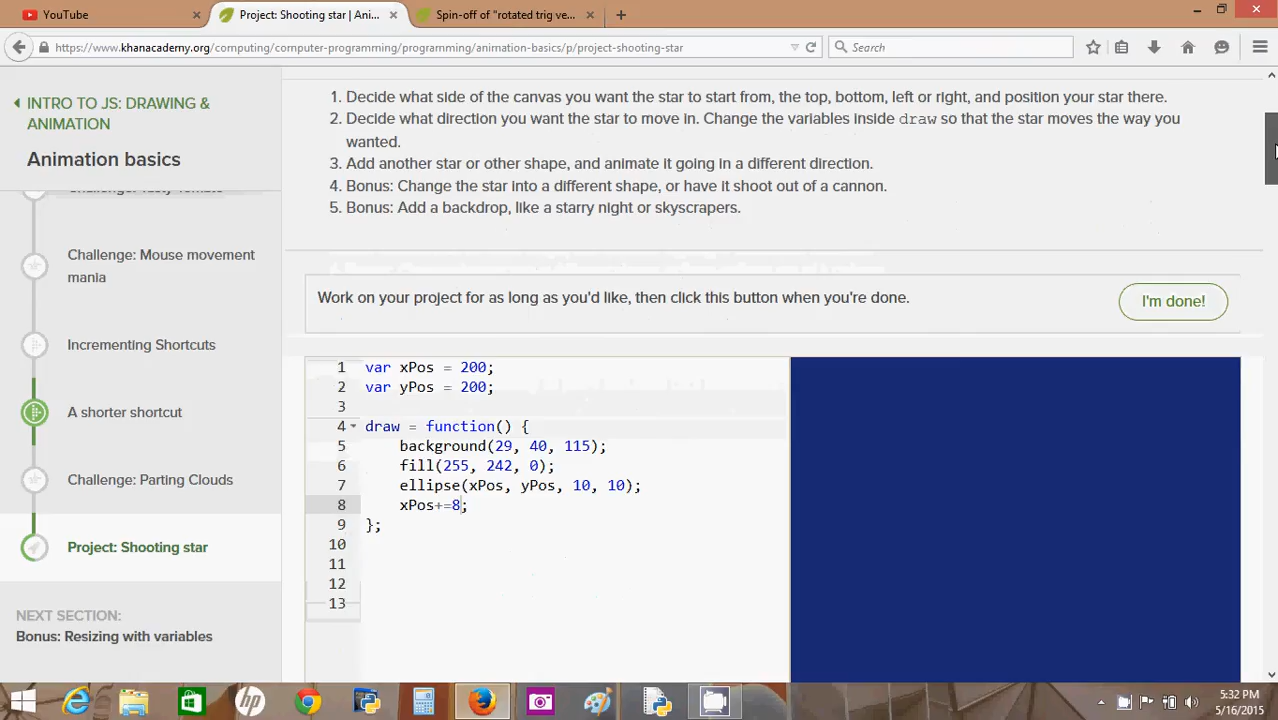 YouTube
Project: Shooting star | Ani...
Spin-off of "rotated trig ve...
https://www.khanacademy.org/computing/computer-programming/programming/animation-basics/p/project-shooting-star
Search
INTRO TO JS: DRAWING &
ANIMATION
Animation basics
Challenge: Mouse movement
mania
Incrementing Shortcuts
A shorter shortcut
Challenge: Parting Clouds
Project: Shooting star
NEXT SECTION:
Bonus: Resizing with variables
1. Decide what side of the canvas you want the star to start from, the top, bottom, left or right, and position your star there.
2. Decide what direction you want the star to move in. Change the variables inside draw so that the star moves the way you
wanted.
3. Add another star or other shape, and animate it going in a different direction.
4. Bonus: Change the star into a different shape, or have it shoot out of a cannon.
5. Bonus: Add a backdrop, like a starry night or skyscrapers.
Work on your project for as long as you'd like, then click this button when you're done.
I'm done!
1 var xPos = 200;
2 var yPos = 200;
3
4 draw = function() {
5 background(29, 40, 115);
6 fill(255, 242, 0);
7 ellipse(xPos, yPos, 10, 10);
8 xPos+=8;
9 };
10
11
12
13
hp
5:32 PM
5/16/2015